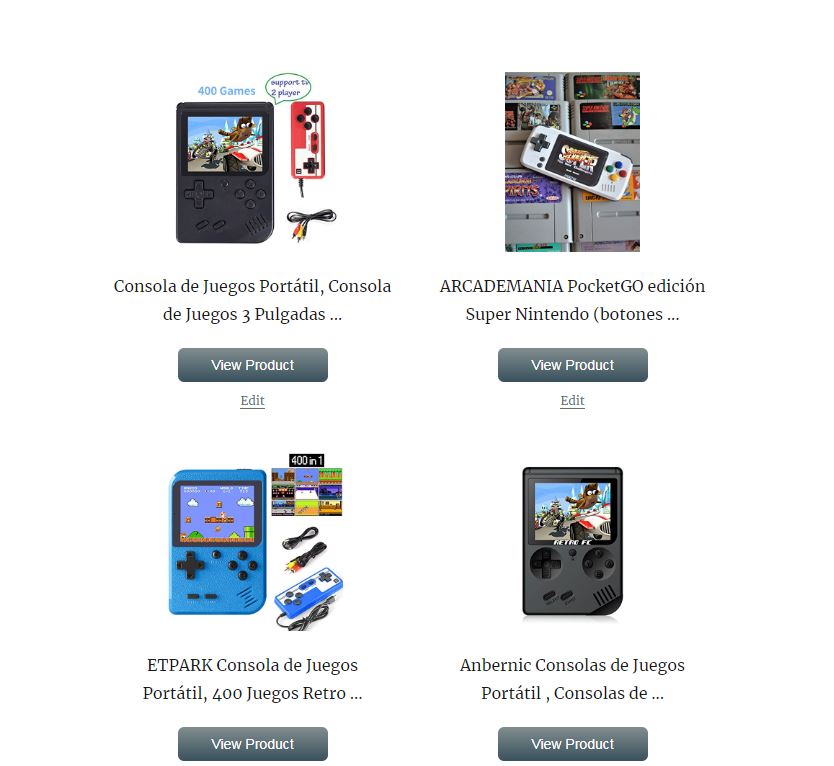 400 Games
support tv
2 player
Consola de Juegos Portátil, Consola
de Juegos 3 Pulgadas ...
View Product
Edit
ARCADEMANIA PocketGO edición
Super Nintendo (botones ...
View Product
Edit
400 in 1
ETPARK Consola de Juegos
Portátil, 400 Juegos Retro ...
View Product
RETRO FC
Anbernic Consolas de Juegos
Portátil , Consolas de ...
View Product